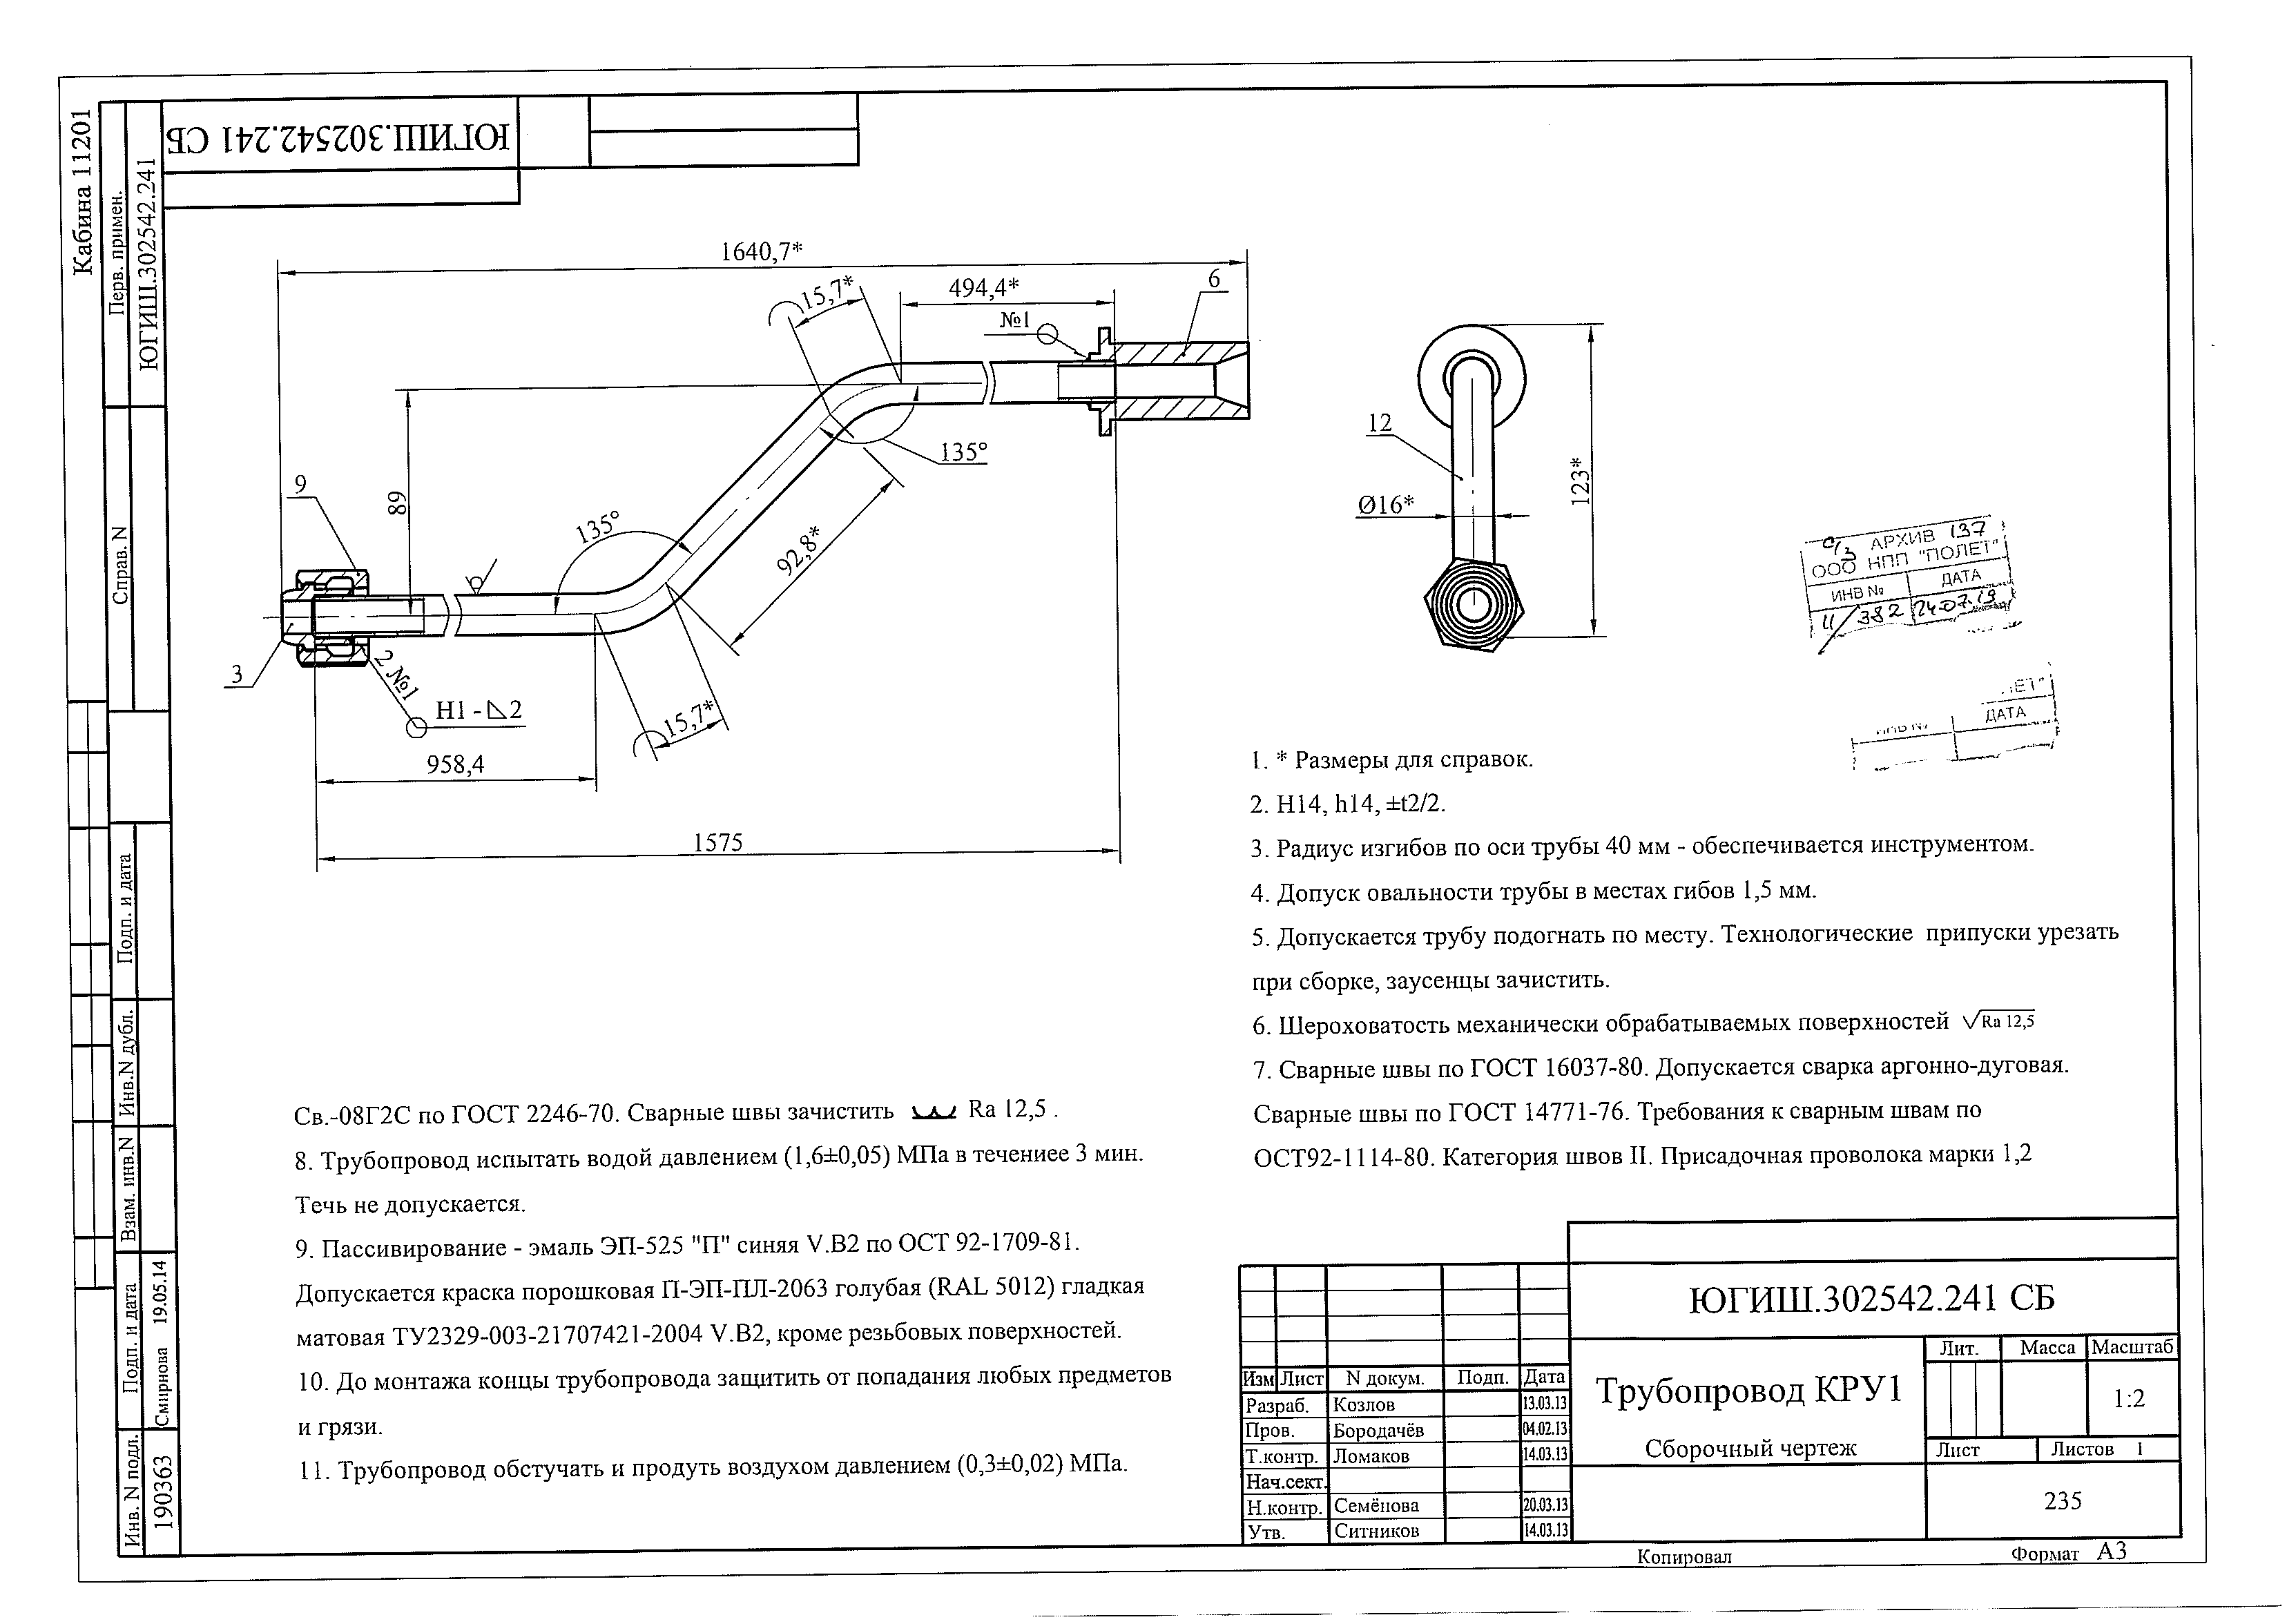 Кабина 11201
Перв. примен.
ЮГИШ.302542.241
ЮГИШ.302542.241 СБ
Справ. N
Подп. и дата
Инв.N дубл.
Взам. инв.N
Подп. и дата
Смирнова 19.05.14
Инв. N подл.
190363
1640,7*
15,7*
494,4*
6
№1
135°
89
9
135°
92,8*
3
2 №1
Н1 - ⊿2
15,7*
958,4
1575
12
Ø16*
123*
АРХИВ 137
ООО НПП "ПОЛЕТ"
ИНВ № ДАТА
11/382 24.07.19
ДАТА
1. * Размеры для справок.
2. H14, h14, ±t2/2.
3. Радиус изгибов по оси трубы 40 мм - обеспечивается инструментом.
4. Допуск овальности трубы в местах гибов 1,5 мм.
5. Допускается трубу подогнать по месту. Технологические припуски урезать
при сборке, заусенцы зачистить.
6. Шероховатость механически обрабатываемых поверхностей √Ra 12,5
7. Сварные швы по ГОСТ 16037-80. Допускается сварка аргонно-дуговая.
Сварные швы по ГОСТ 14771-76. Требования к сварным швам по
ОСТ92-1114-80. Категория швов II. Присадочная проволока марки 1,2
Св.-08Г2С по ГОСТ 2246-70. Сварные швы зачистить Ra 12,5 .
8. Трубопровод испытать водой давлением (1,6±0,05) МПа в течениее 3 мин.
Течь не допускается.
9. Пассивирование - эмаль ЭП-525 "П" синяя V.В2 по ОСТ 92-1709-81.
Допускается краска порошковая П-ЭП-ПЛ-2063 голубая (RAL 5012) гладкая
матовая ТУ2329-003-21707421-2004 V.В2, кроме резьбовых поверхностей.
10. До монтажа концы трубопровода защитить от попадания любых предметов
и грязи.
11. Трубопровод обстучать и продуть воздухом давлением (0,3±0,02) МПа.
ЮГИШ.302542.241 СБ
Трубопровод КРУ1
Сборочный чертеж
Лит. Масса Масштаб
1:2
Лист Листов 1
235
Изм Лист N докум. Подп. Дата
Разраб. Козлов 13.03.13
Пров. Бородачёв 04.02.13
Т.контр. Ломаков 14.03.13
Нач.сект.
Н.контр. Семёнова 20.03.13
Утв. Ситников 14.03.13
Копировал
Формат А3